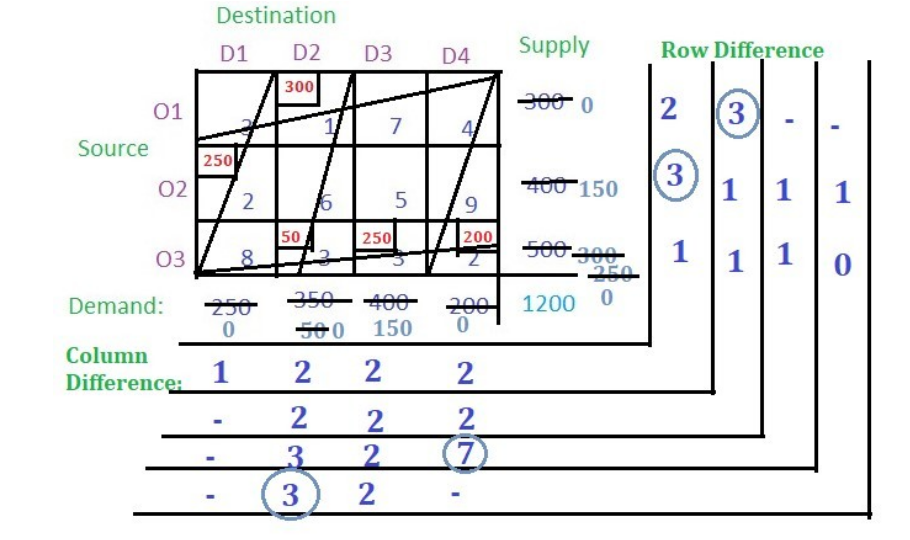 Destination
D1 D2 D3 D4 Supply Row Difference
300
O1 3 1 7 4 300 0 2 3 - -
Source
250
O2 2 6 5 9 400 150 3 1 1 1
50 250 200
O3 8 3 3 2 500 300 1 1 1 0
250
0
Demand: 250 350 400 200 1200
0 50 0 150 0
Column
Difference: 1 2 2 2
- 2 2 2
- 3 2 7
- 3 2 -